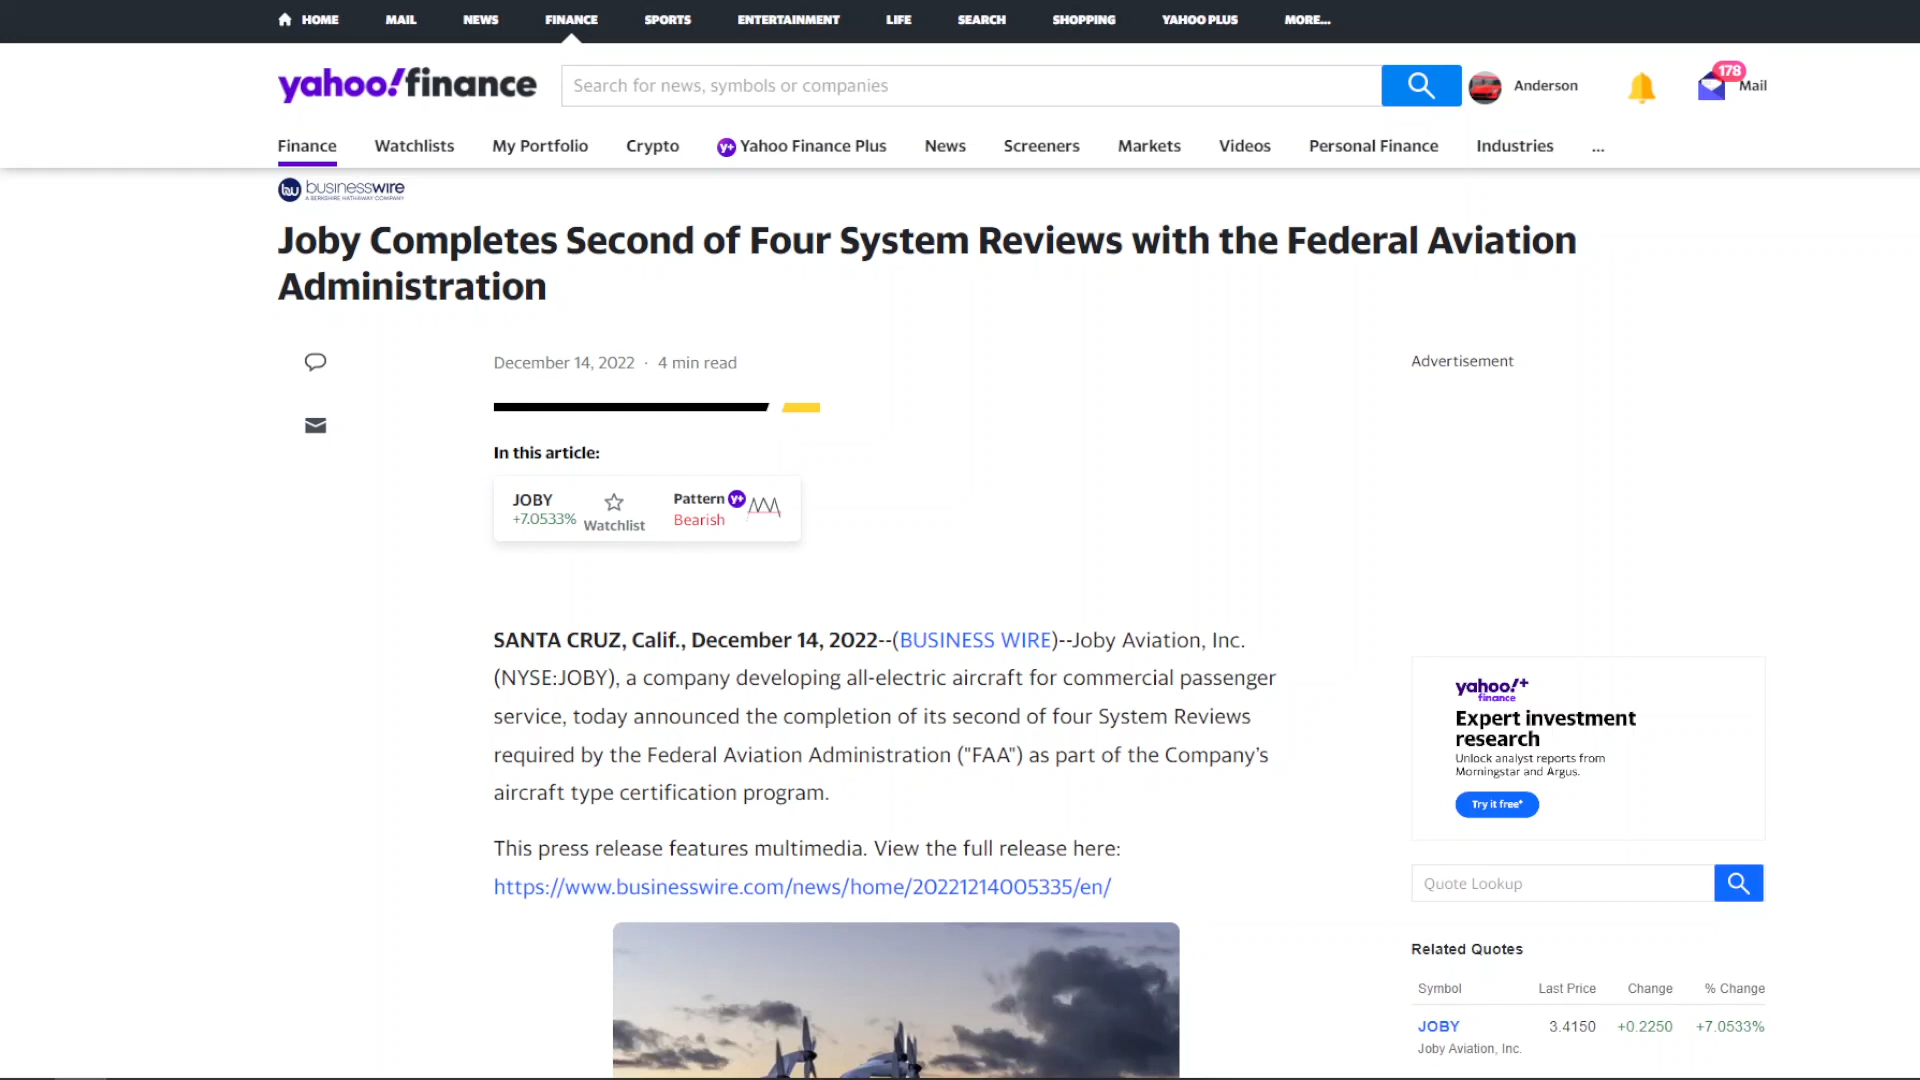 HOME MAIL NEWS FINANCE SPORTS ENTERTAINMENT LIFE SEARCH SHOPPING YAHOO PLUS MORE...
yahoo!finance
Search for news, symbols or companies
Anderson
178
Mail
Finance Watchlists My Portfolio Crypto y+ Yahoo Finance Plus News Screeners Markets Videos Personal Finance Industries ...
bw businesswire
A BERKSHIRE HATHAWAY COMPANY
Joby Completes Second of Four System Reviews with the Federal Aviation
Administration
December 14, 2022 · 4 min read
Advertisement
In this article:
JOBY
+7.0533%
Watchlist
Pattern y+
Bearish
SANTA CRUZ, Calif., December 14, 2022--(BUSINESS WIRE)--Joby Aviation, Inc.
(NYSE:JOBY), a company developing all-electric aircraft for commercial passenger
service, today announced the completion of its second of four System Reviews
required by the Federal Aviation Administration ("FAA") as part of the Company’s
aircraft type certification program.
This press release features multimedia. View the full release here:
https://www.businesswire.com/news/home/20221214005335/en/
yahoo!+
finance
Expert investment
research
Unlock analyst reports from
Morningstar and Argus.
Try it free*
Quote Lookup
Related Quotes
Symbol Last Price Change % Change
JOBY 3.4150 +0.2250 +7.0533%
Joby Aviation, Inc.